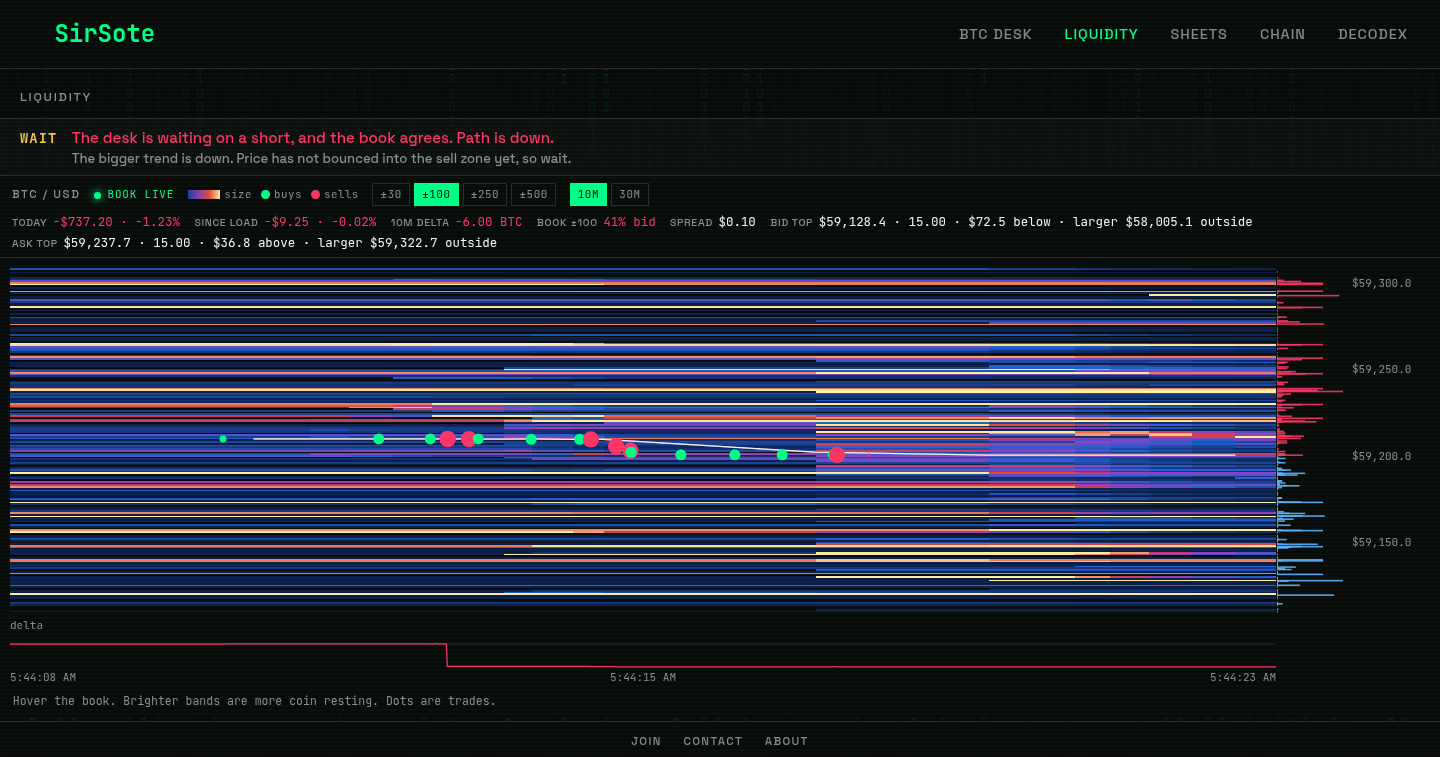 SirSote
BTC DESK LIQUIDITY SHEETS CHAIN DECODEX
LIQUIDITY
WAIT The desk is waiting on a short, and the book agrees. Path is down.
The bigger trend is down. Price has not bounced into the sell zone yet, so wait.
BTC / USD BOOK LIVE size buys sells ±30 ±100 ±250 ±500 10M 30M
TODAY -$737.20 · -1.23% SINCE LOAD -$9.25 · -0.02% 10M DELTA -6.00 BTC BOOK ±100 41% bid SPREAD $0.10 BID TOP $59,128.4 · 15.00 · $72.5 below · larger $58,005.1 outside
ASK TOP $59,237.7 · 15.00 · $36.8 above · larger $59,322.7 outside
$59,300.0
$59,250.0
$59,200.0
$59,150.0
delta
5:44:08 AM 5:44:15 AM 5:44:23 AM
Hover the book. Brighter bands are more coin resting. Dots are trades.
JOIN CONTACT ABOUT